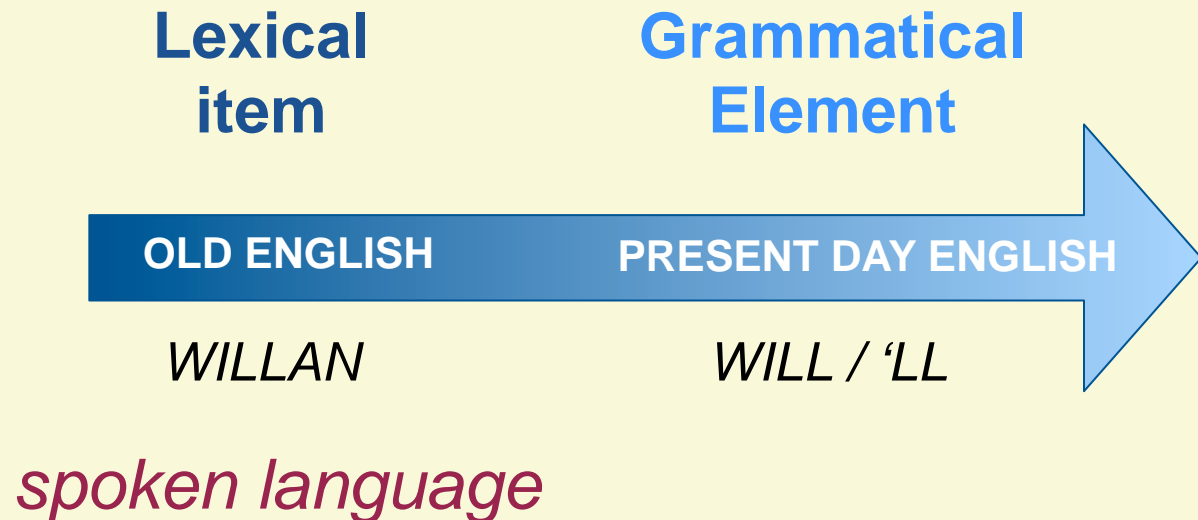 Lexical
item
Grammatical
Element
OLD ENGLISH
PRESENT DAY ENGLISH
WILLAN
WILL / ‘LL
spoken language